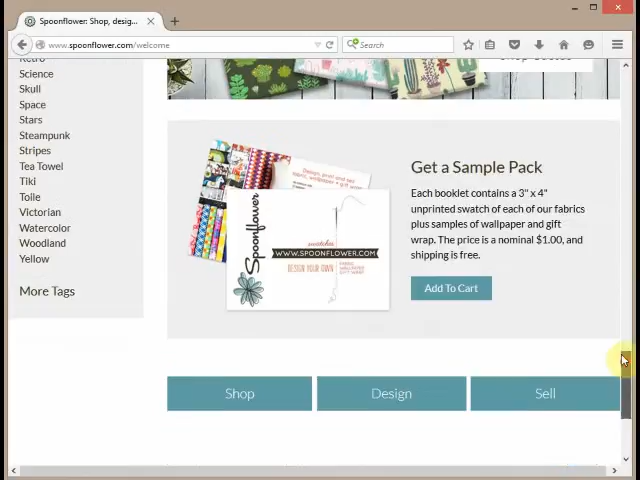 Spoonflower: Shop, desig...
www.spoonflower.com/welcome
Search
Science
Skull
Space
Stars
Steampunk
Stripes
Tea Towel
Tiki
Toile
Victorian
Watercolor
Woodland
Yellow
More Tags
Spoonflower
swatches
WWW.SPOONFLOWER.COM
DESIGN YOUR OWN
Get a Sample Pack
Each booklet contains a 3" x 4"
unprinted swatch of each of our fabrics
plus samples of wallpaper and gift
wrap. The price is a nominal $1.00, and
shipping is free.
Add To Cart
Shop
Design
Sell